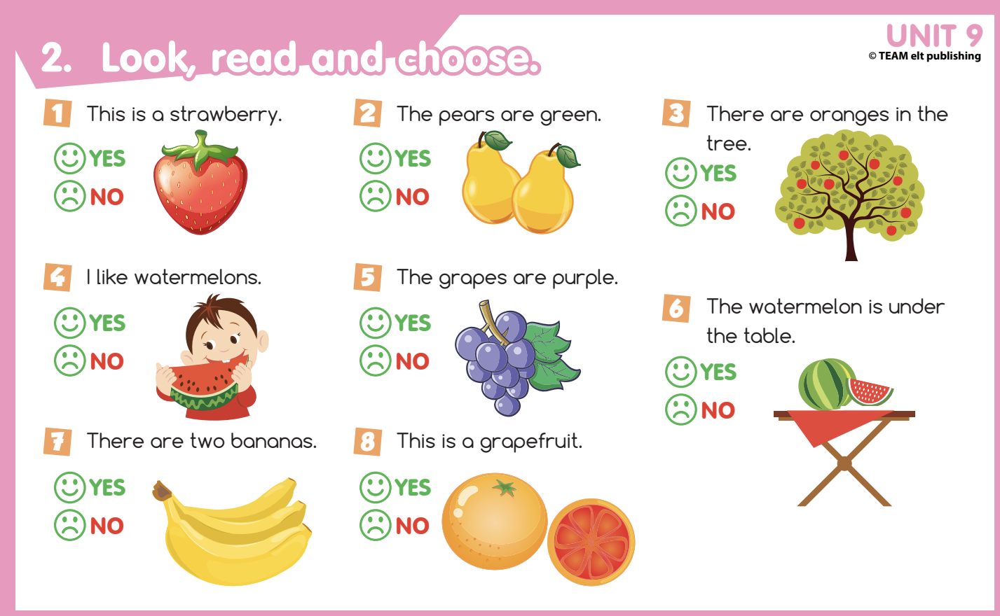 2. Look, read and choose.
UNIT 9
© TEAM elt publishing
1 This is a strawberry.
YES
NO
2 The pears are green.
YES
NO
3 There are oranges in the
tree.
YES
NO
4 I like watermelons.
YES
NO
5 The grapes are purple.
YES
NO
6 The watermelon is under
the table.
YES
NO
7 There are two bananas.
YES
NO
8 This is a grapefruit.
YES
NO